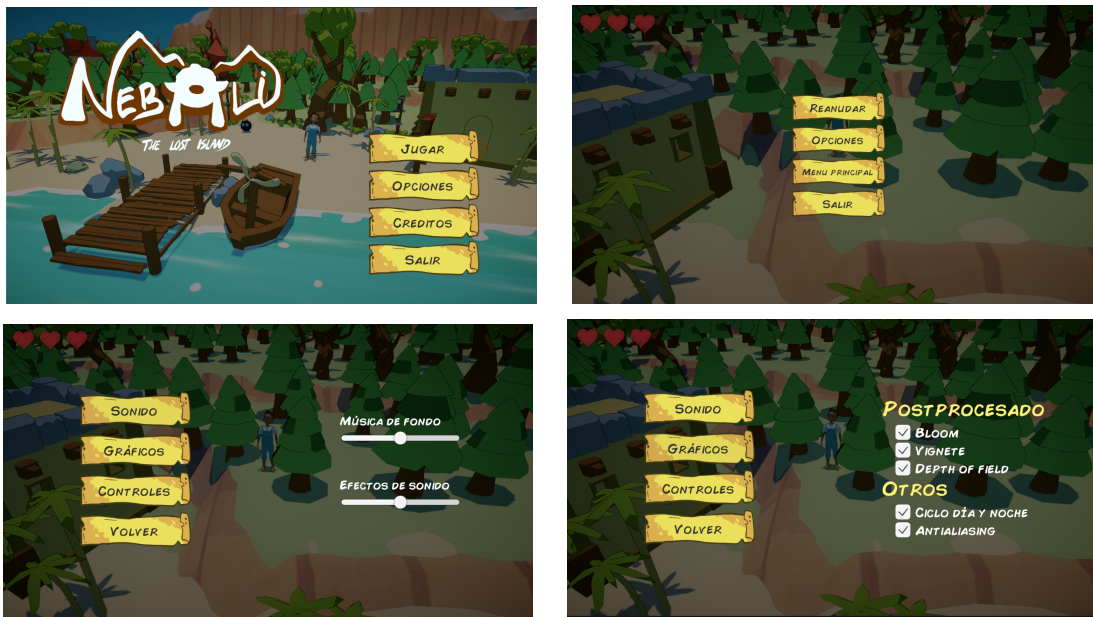 NEBALI
THE LOST ISLAND
JUGAR
OPCIONES
CREDITOS
SALIR
REANUDAR
OPCIONES
MENU PRINCIPAL
SALIR
SONIDO
GRÁFICOS
CONTROLES
VOLVER
MÚSICA DE FONDO
EFECTOS DE SONIDO
SONIDO
GRÁFICOS
CONTROLES
VOLVER
POSTPROCESADO
BLOOM
VIGNETE
DEPTH OF FIELD
OTROS
CICLO DÍA Y NOCHE
ANTIALIASING